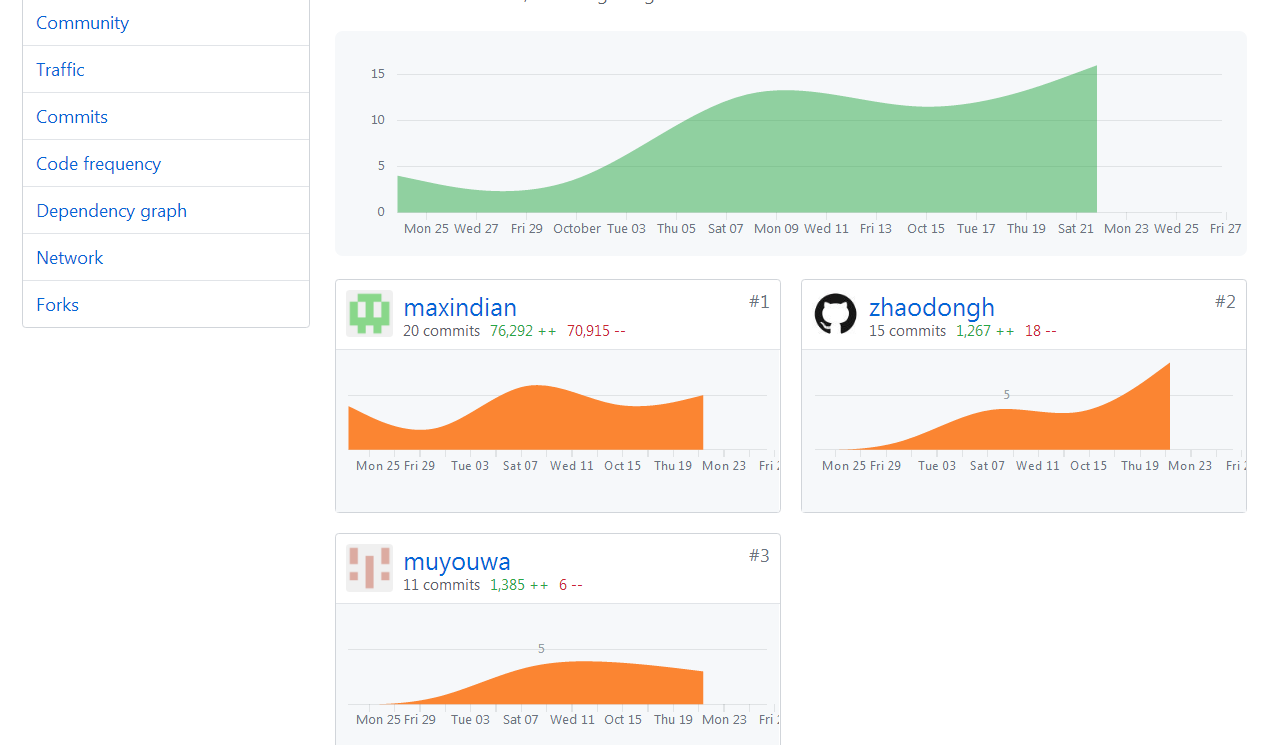 Community
Traffic
Commits
Code frequency
Dependency graph
Network
Forks
15
10
5
0
Mon 25 Wed 27 Fri 29 October Tue 03 Thu 05 Sat 07 Mon 09 Wed 11 Fri 13 Oct 15 Tue 17 Thu 19 Sat 21 Mon 23 Wed 25 Fri 27
maxindian #1
20 commits 76,292 ++ 70,915 --
Mon 25 Fri 29 Tue 03 Sat 07 Wed 11 Oct 15 Thu 19 Mon 23 Fri
zhaodongh #2
15 commits 1,267 ++ 18 --
5
Mon 25 Fri 29 Tue 03 Sat 07 Wed 11 Oct 15 Thu 19 Mon 23 Fri
muyouwa #3
11 commits 1,385 ++ 6 --
5
Mon 25 Fri 29 Tue 03 Sat 07 Wed 11 Oct 15 Thu 19 Mon 23 Fri